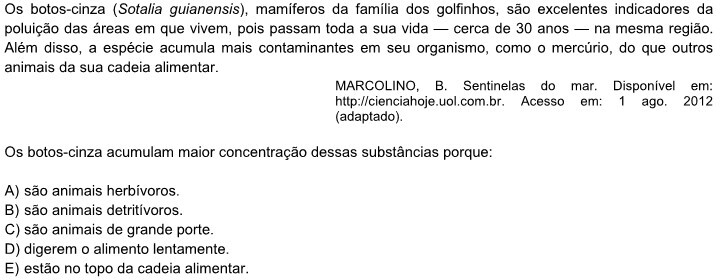 Os botos-cinza (Sotalia guianensis), mamíferos da família dos golfinhos, são excelentes indicadores da
poluição das áreas em que vivem, pois passam toda a sua vida — cerca de 30 anos — na mesma região.
Além disso, a espécie acumula mais contaminantes em seu organismo, como o mercúrio, do que outros
animais da sua cadeia alimentar.
MARCOLINO, B. Sentinelas do mar. Disponível em:
http://cienciahoje.uol.com.br. Acesso em: 1 ago. 2012
(adaptado).
Os botos-cinza acumulam maior concentração dessas substâncias porque:
A) são animais herbívoros.
B) são animais detritívoros.
C) são animais de grande porte.
D) digerem o alimento lentamente.
E) estão no topo da cadeia alimentar.